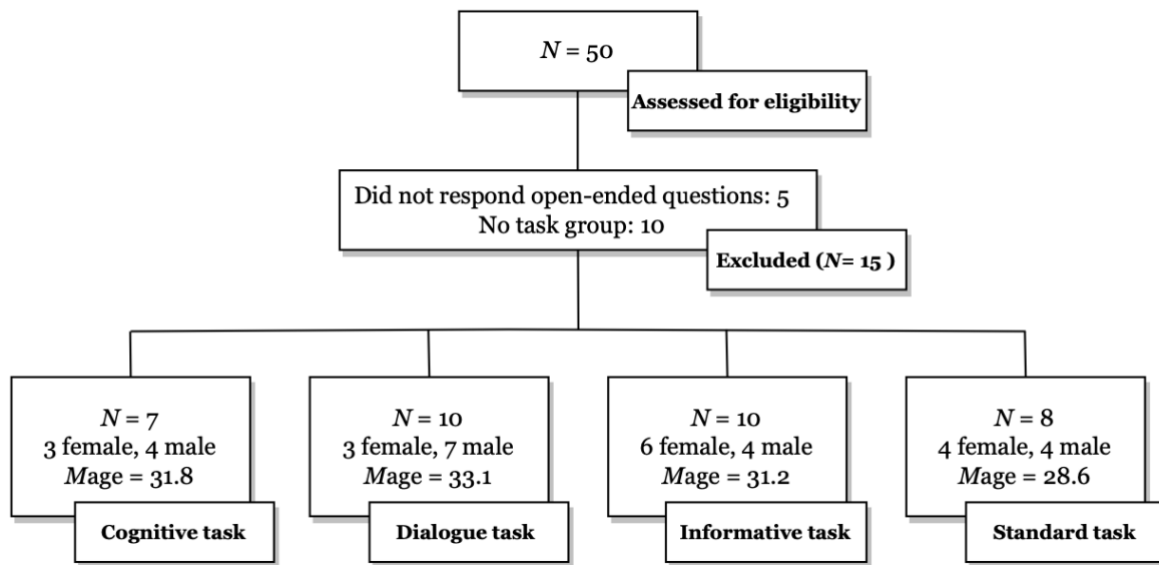 N = 50
Assessed for eligibility
Did not respond open-ended questions: 5
No task group: 10
Excluded (N= 15 )
N = 7
3 female, 4 male
Mage = 31.8
Cognitive task
N = 10
3 female, 7 male
Mage = 33.1
Dialogue task
N = 10
6 female, 4 male
Mage = 31.2
Informative task
N = 8
4 female, 4 male
Mage = 28.6
Standard task